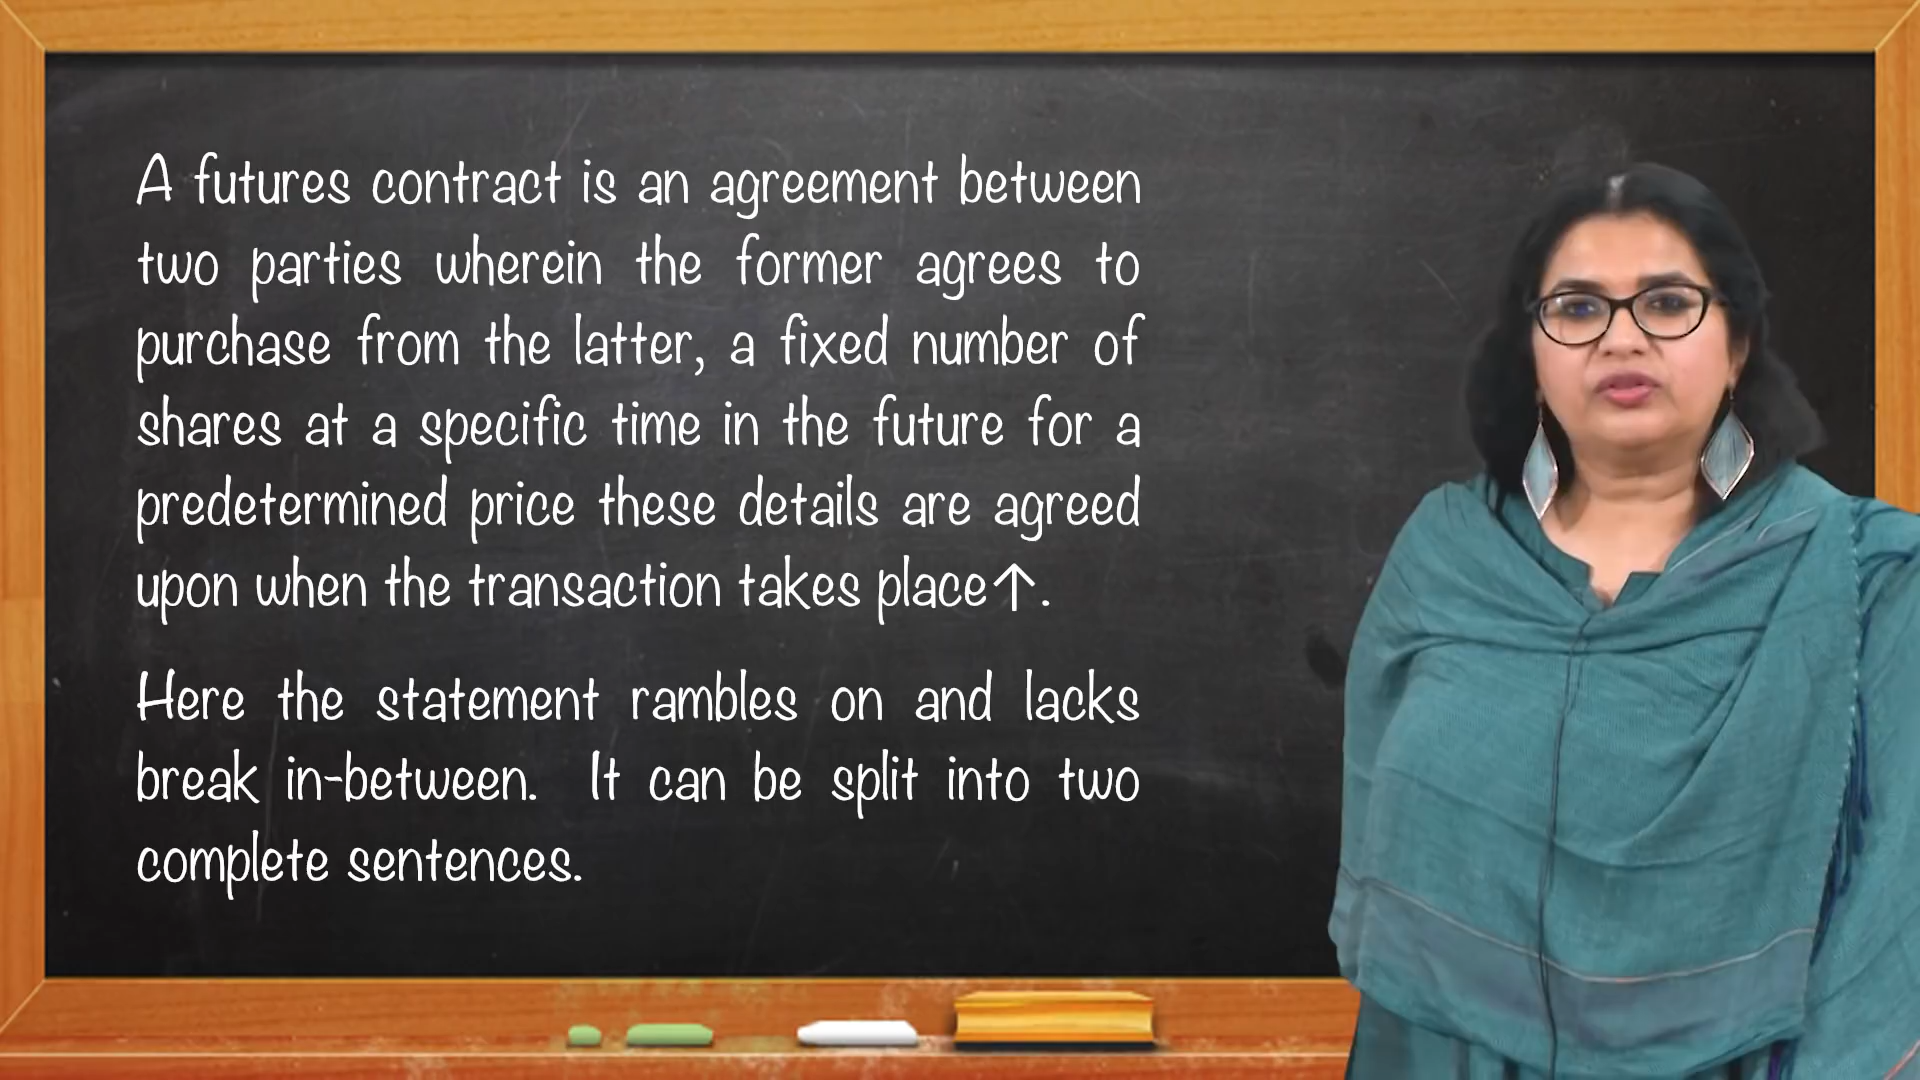 A futures contract is an agreement between
two parties wherein the former agrees to
purchase from the latter, a fixed number of
shares at a specific time in the future for a
predetermined price these details are agreed
upon when the transaction takes place↑.
Here the statement rambles on and lacks
break in-between. It can be split into two
complete sentences.